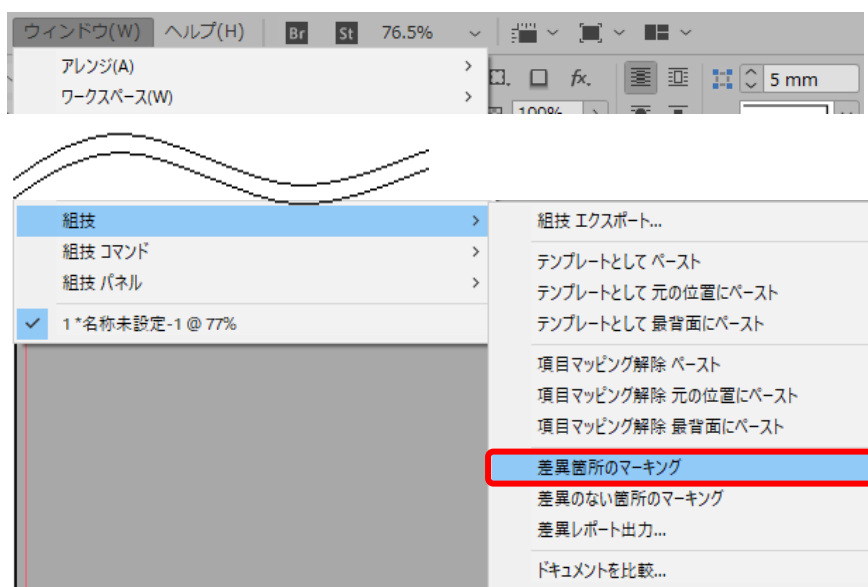 ウィンドウ(W) ヘルプ(H) Br St 76.5%
アレンジ(A)
ワークスペース(W)
fx. 5 mm
100%
組技
組技 コマンド
組技 パネル
1 *名称未設定-1 @ 77%
組技 エクスポート...
テンプレートとして ペースト
テンプレートとして 元の位置にペースト
テンプレートとして 最背面にペースト
項目マッピング解除 ペースト
項目マッピング解除 元の位置にペースト
項目マッピング解除 最背面にペースト
差異箇所のマーキング
差異のない箇所のマーキング
差異レポート出力...
ドキュメントを比較...